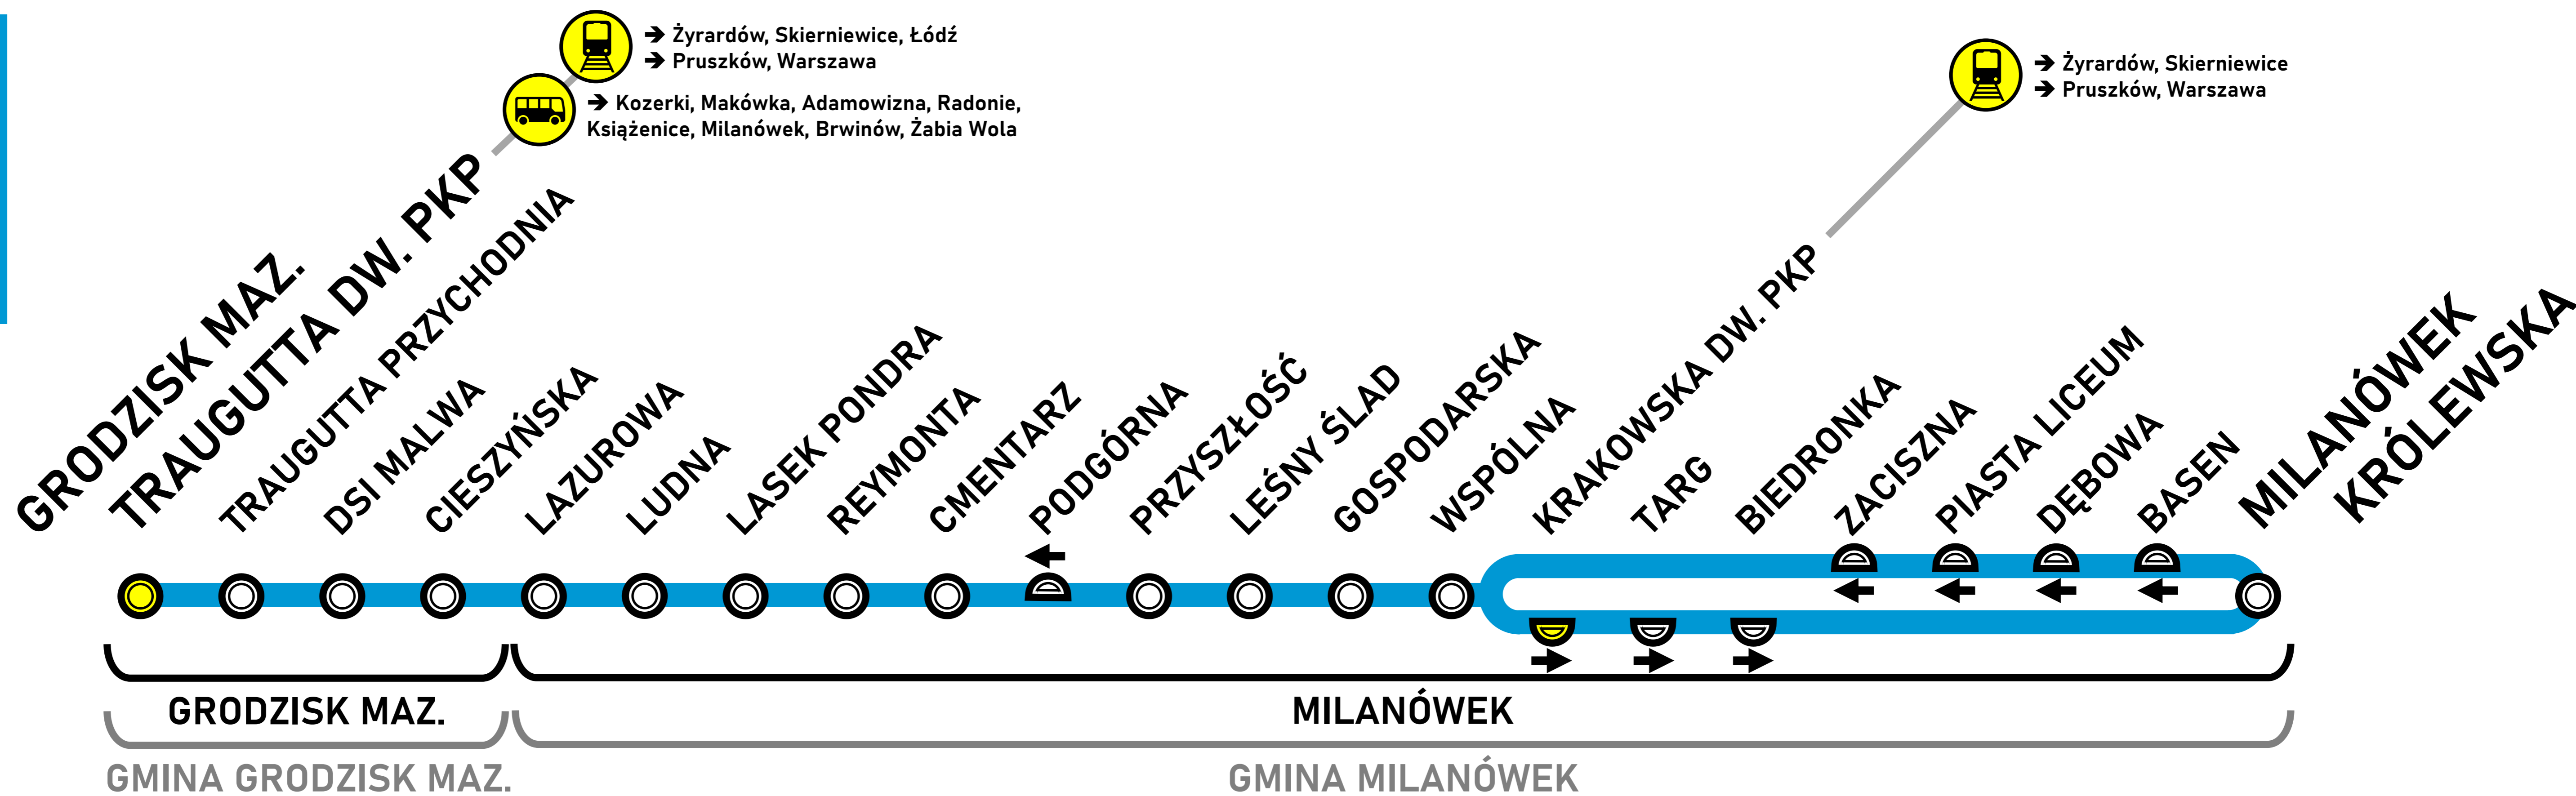 ➔ Żyrardów, Skierniewice, Łódź
➔ Pruszków, Warszawa
➔ Kozerki, Makówka, Adamowizna, Radonie,
Książenice, Milanówek, Brwinów, Żabia Wola
➔ Żyrardów, Skierniewice
➔ Pruszków, Warszawa
GRODZISK MAZ.
TRAUGUTTA DW. PKP
TRAUGUTTA PRZYCHODNIA
DSI MALWA
CIESZYŃSKA
LAZUROWA
LUDNA
LASEK PONDRA
REYMONTA
CMENTARZ
PODGÓRNA
PRZYSZŁOŚĆ
LEŚNY ŚLAD
GOSPODARSKA
WSPÓLNA
KRAKOWSKA DW. PKP
TARG
BIEDRONKA
ZACISZNA
PIASTA LICEUM
DĘBOWA
BASEN
MILANÓWEK
KRÓLEWSKA
GRODZISK MAZ.
MILANÓWEK
GMINA GRODZISK MAZ.
GMINA MILANÓWEK